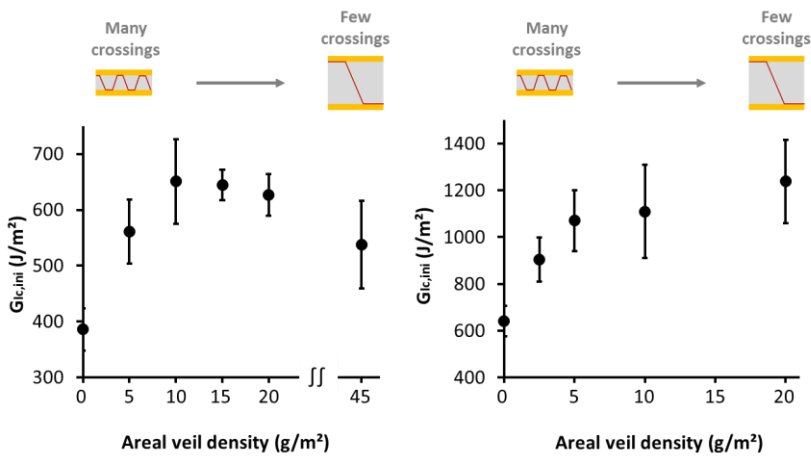 Many
crossings
Few
crossings
700
600
500
400
300
0
5
10
15
20
∫∫
45
G_Ic,ini (J/m²)
Areal veil density (g/m²)
Many
crossings
Few
crossings
1400
1200
1000
800
600
400
0
5
10
15
20
G_Ic,ini (J/m²)
Areal veil density (g/m²)